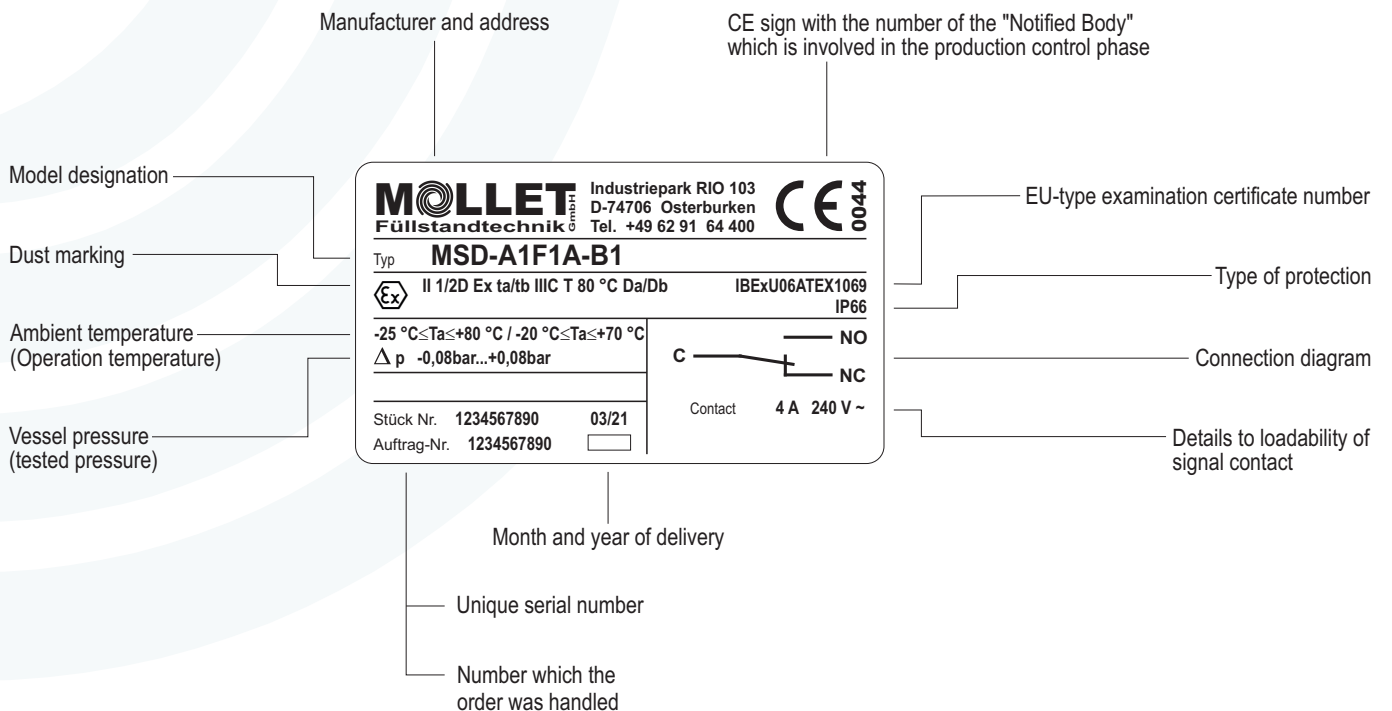 Manufacturer and address
CE sign with the number of the "Notified Body"
which is involved in the production control phase
Model designation
Dust marking
Ambient temperature
(Operation temperature)
Vessel pressure
(tested pressure)
MOLLET GmbH
Füllstandtechnik
Industriepark RIO 103
D-74706 Osterburken
Tel. +49 62 91 64 400
CE 0044
Typ MSD-A1F1A-B1
Ex II 1/2D Ex ta/tb IIIC T 80 °C Da/Db IBExU06ATEX1069
IP66
-25 °C≤Ta≤+80 °C / -20 °C≤Ta≤+70 °C
Δ p -0,08bar...+0,08bar
NO
C
NC
Contact 4 A 240 V ~
Stück Nr. 1234567890 03/21
Auftrag-Nr. 1234567890
EU-type examination certificate number
Type of protection
Connection diagram
Details to loadability of
signal contact
Month and year of delivery
Unique serial number
Number which the
order was handled